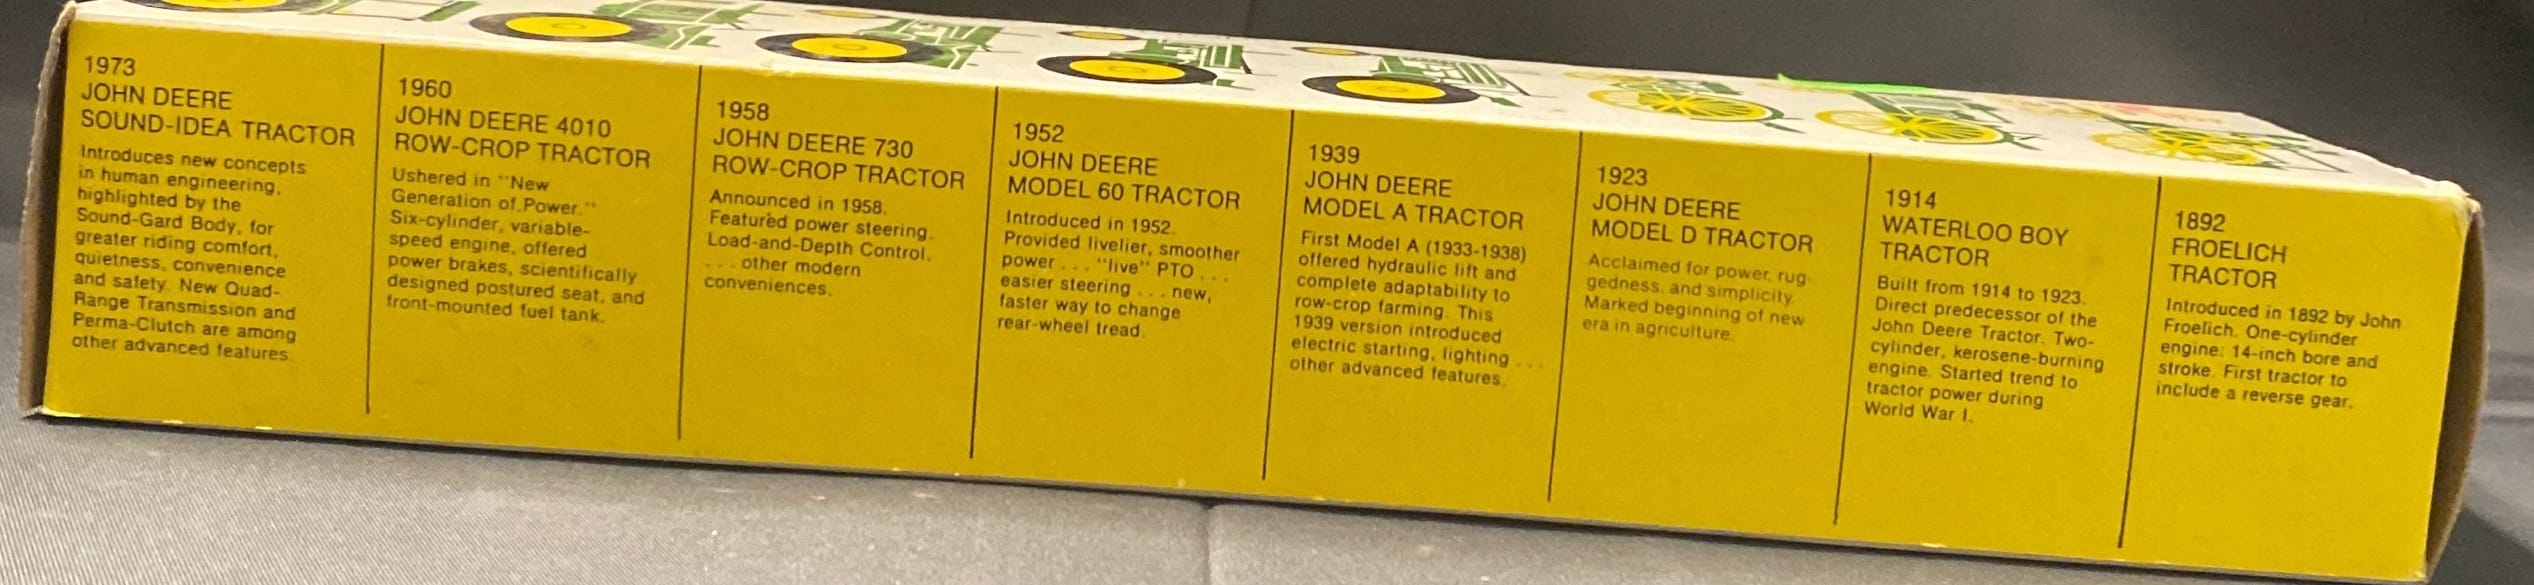 1973
JOHN DEERE
SOUND-IDEA TRACTOR
Introduces new concepts
in human engineering,
highlighted by the
Sound-Gard Body, for
greater riding comfort,
quietness, convenience
and safety. New Quad-
Range Transmission and
Perma-Clutch are among
other advanced features.
1960
JOHN DEERE 4010
ROW-CROP TRACTOR
Ushered in "New
Generation of Power."
Six-cylinder, variable-
speed engine, offered
power brakes, scientifically
designed postured seat, and
front-mounted fuel tank.
1958
JOHN DEERE 730
ROW-CROP TRACTOR
Announced in 1958.
Featured power steering.
Load-and-Depth Control,
. . . other modern
conveniences.
1952
JOHN DEERE
MODEL 60 TRACTOR
Introduced in 1952.
Provided livelier, smoother
power . . . "live" PTO . . .
easier steering . . . new,
faster way to change
rear-wheel tread.
1939
JOHN DEERE
MODEL A TRACTOR
First Model A (1933-1938)
offered hydraulic lift and
complete adaptability to
row-crop farming. This
1939 version introduced
electric starting, lighting . . .
other advanced features.
1923
JOHN DEERE
MODEL D TRACTOR
Acclaimed for power, rug-
gedness, and simplicity.
Marked beginning of new
era in agriculture.
1914
WATERLOO BOY
TRACTOR
Built from 1914 to 1923.
Direct predecessor of the
John Deere Tractor. Two-
cylinder, kerosene-burning
engine. Started trend to
tractor power during
World War I.
1892
FROELICH
TRACTOR
Introduced in 1892 by John
Froelich. One-cylinder
engine: 14-inch bore and
stroke. First tractor to
include a reverse gear.